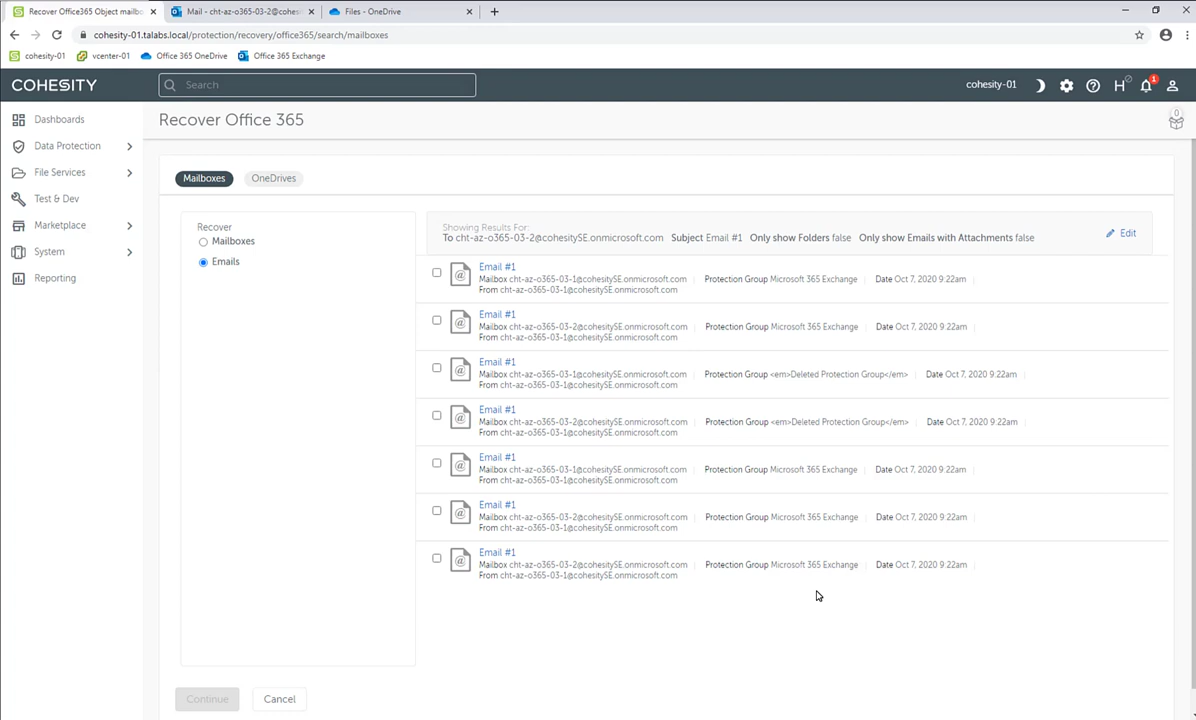 Recover Office365 Object mailbo
Mail - cht-az-o365-03-2@cohesi
Files - OneDrive
cohesity-01.talabs.local/protection/recovery/office365/search/mailboxes
cohesity-01
vcenter-01
Office 365 OneDrive
Office 365 Exchange
COHESITY
Search
cohesity-01
H
1
Dashboards
Data Protection
File Services
Test & Dev
Marketplace
System
Reporting
Recover Office 365
0
Mailboxes
OneDrives
Recover
Mailboxes
Emails
Showing Results For:
To cht-az-o365-03-2@cohesitySE.onmicrosoft.com Subject Email #1 Only show Folders false Only show Emails with Attachments false
Edit
Email #1
Mailbox cht-az-o365-03-1@cohesitySE.onmicrosoft.com Protection Group Microsoft 365 Exchange Date Oct 7, 2020 9:22am
From cht-az-o365-03-1@cohesitySE.onmicrosoft.com
Email #1
Mailbox cht-az-o365-03-2@cohesitySE.onmicrosoft.com Protection Group Microsoft 365 Exchange Date Oct 7, 2020 9:22am
From cht-az-o365-03-1@cohesitySE.onmicrosoft.com
Email #1
Mailbox cht-az-o365-03-1@cohesitySE.onmicrosoft.com Protection Group <em>Deleted Protection Group</em> Date Oct 7, 2020 9:22am
From cht-az-o365-03-1@cohesitySE.onmicrosoft.com
Email #1
Mailbox cht-az-o365-03-2@cohesitySE.onmicrosoft.com Protection Group <em>Deleted Protection Group</em> Date Oct 7, 2020 9:22am
From cht-az-o365-03-1@cohesitySE.onmicrosoft.com
Email #1
Mailbox cht-az-o365-03-1@cohesitySE.onmicrosoft.com Protection Group Microsoft 365 Exchange Date Oct 7, 2020 9:22am
From cht-az-o365-03-1@cohesitySE.onmicrosoft.com
Email #1
Mailbox cht-az-o365-03-2@cohesitySE.onmicrosoft.com Protection Group Microsoft 365 Exchange Date Oct 7, 2020 9:22am
From cht-az-o365-03-1@cohesitySE.onmicrosoft.com
Email #1
Mailbox cht-az-o365-03-2@cohesitySE.onmicrosoft.com Protection Group Microsoft 365 Exchange Date Oct 7, 2020 9:22am
From cht-az-o365-03-1@cohesitySE.onmicrosoft.com
Continue
Cancel